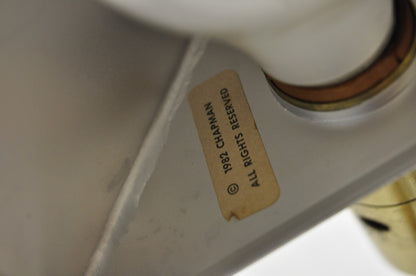 © 1982 CHAPMAN
ALL RIGHTS RESERVED